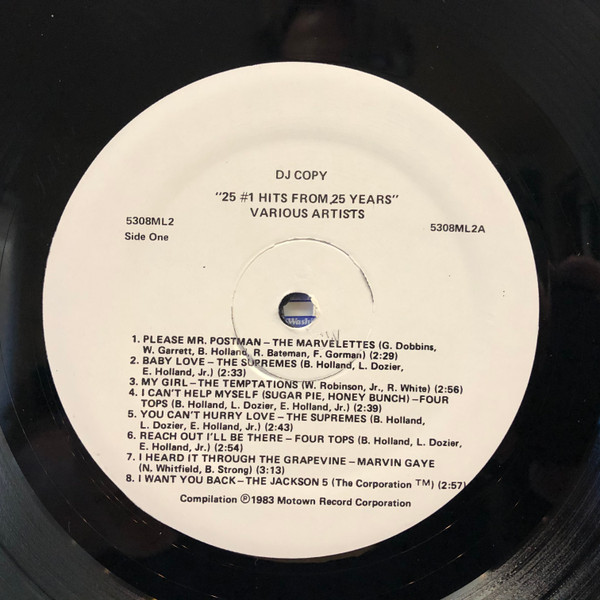 DJ COPY
"25 #1 HITS FROM 25 YEARS"
VARIOUS ARTISTS
5308ML2
Side One
5308ML2A
Wash
1. PLEASE MR. POSTMAN – THE MARVELETTES (G. Dobbins,
W. Garrett, B. Holland, R. Bateman, F. Gorman) (2:29)
2. BABY LOVE – THE SUPREMES (B. Holland, L. Dozier,
E. Holland, Jr.) (2:33)
3. MY GIRL – THE TEMPTATIONS (W. Robinson, Jr., R. White) (2:56)
4. I CAN'T HELP MYSELF (SUGAR PIE, HONEY BUNCH) – FOUR
TOPS (B. Holland, L. Dozier, E. Holland, Jr.) (2:39)
5. YOU CAN'T HURRY LOVE – THE SUPREMES (B. Holland,
L. Dozier, E. Holland, Jr.) (2:43)
6. REACH OUT I'LL BE THERE – FOUR TOPS (B. Holland, L. Dozier,
E. Holland, Jr.) (2:54)
7. I HEARD IT THROUGH THE GRAPEVINE – MARVIN GAYE
(N. Whitfield, B. Strong) (3:13)
8. I WANT YOU BACK – THE JACKSON 5 (The Corporation ™) (2:57)
Compilation ℗ 1983 Motown Record Corporation